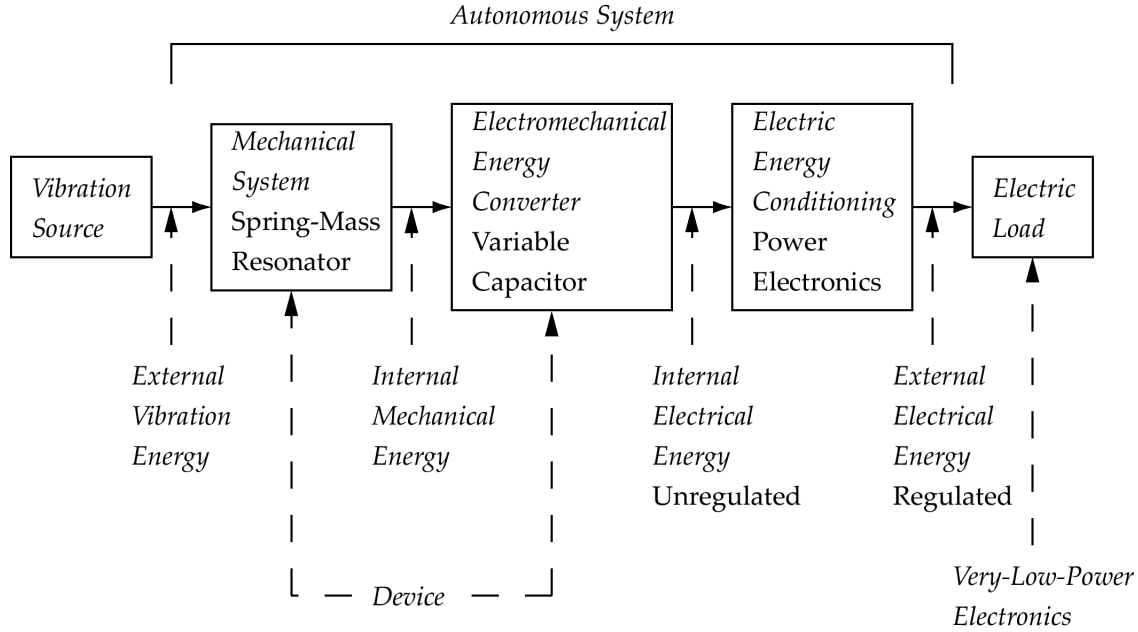 Autonomous System
Vibration
Source
Mechanical
System
Spring-Mass
Resonator
Electromechanical
Energy
Converter
Variable
Capacitor
Electric
Energy
Conditioning
Power
Electronics
Electric
Load
External
Vibration
Energy
Internal
Mechanical
Energy
Internal
Electrical
Energy
Unregulated
External
Electrical
Energy
Regulated
Device
Very-Low-Power
Electronics